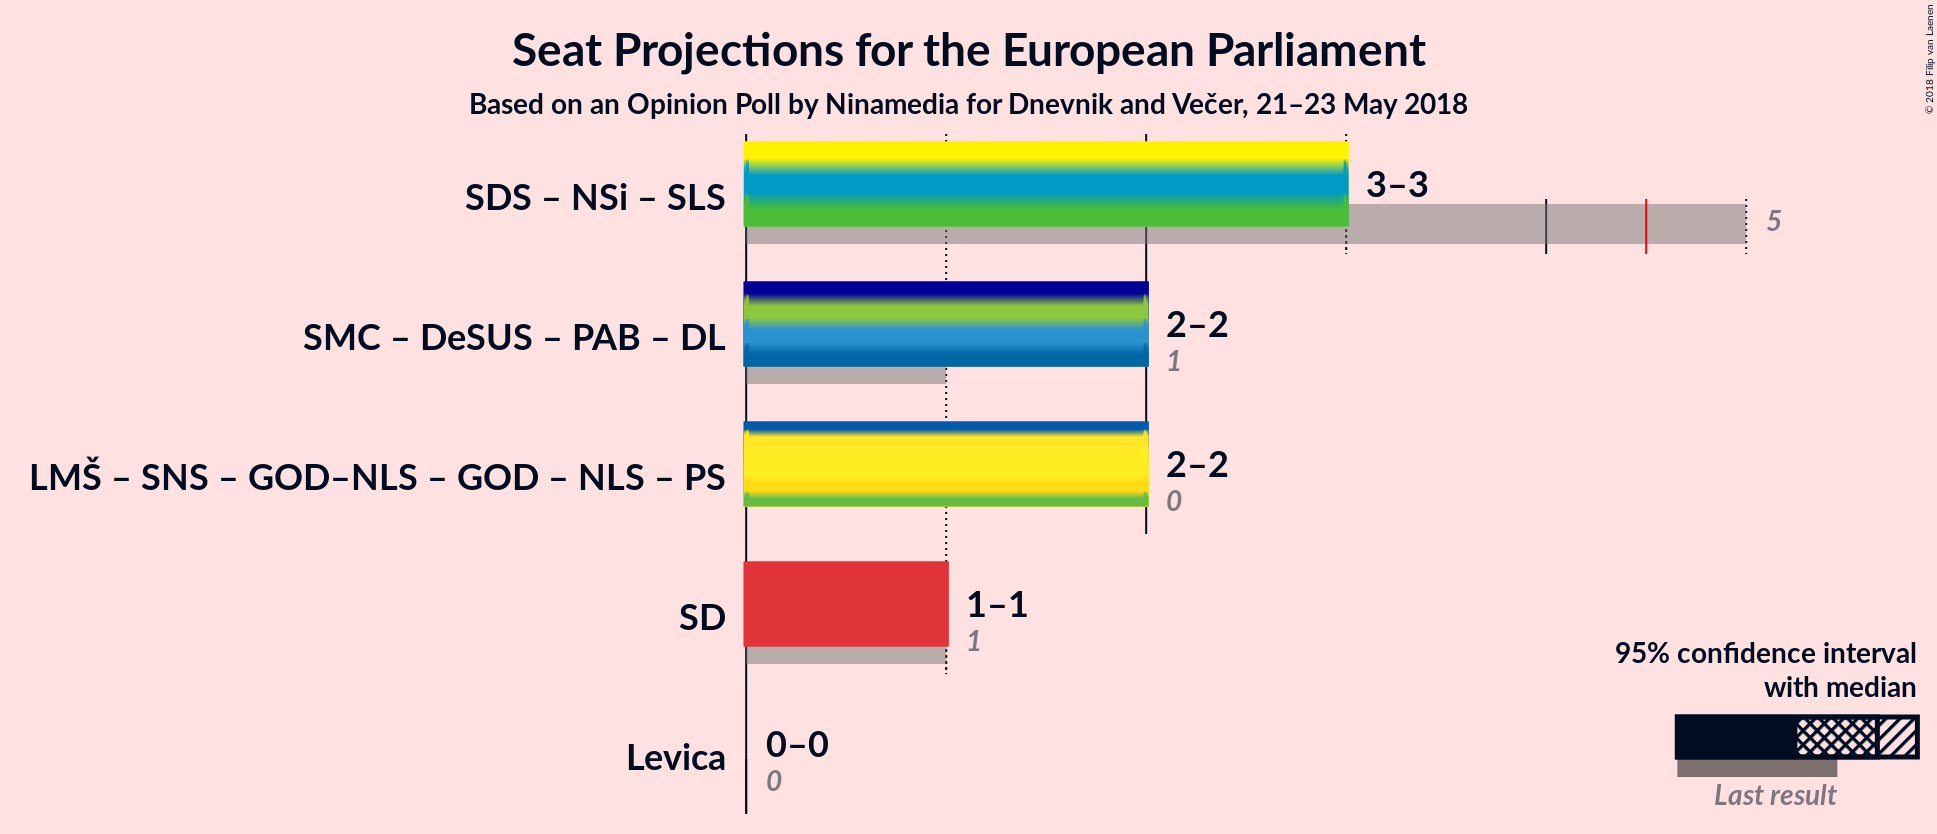 Seat Projections for the European Parliament
Based on an Opinion Poll by Ninamedia for Dnevnik and Večer, 21–23 May 2018
© 2018 Filip van Laenen
SDS – NSi – SLS
3–3
5
SMC – DeSUS – PAB – DL
2–2
1
LMŠ – SNS – GOD–NLS – GOD – NLS – PS
2–2
0
SD
1–1
1
Levica
0–0
0
95% confidence interval
with median
Last result